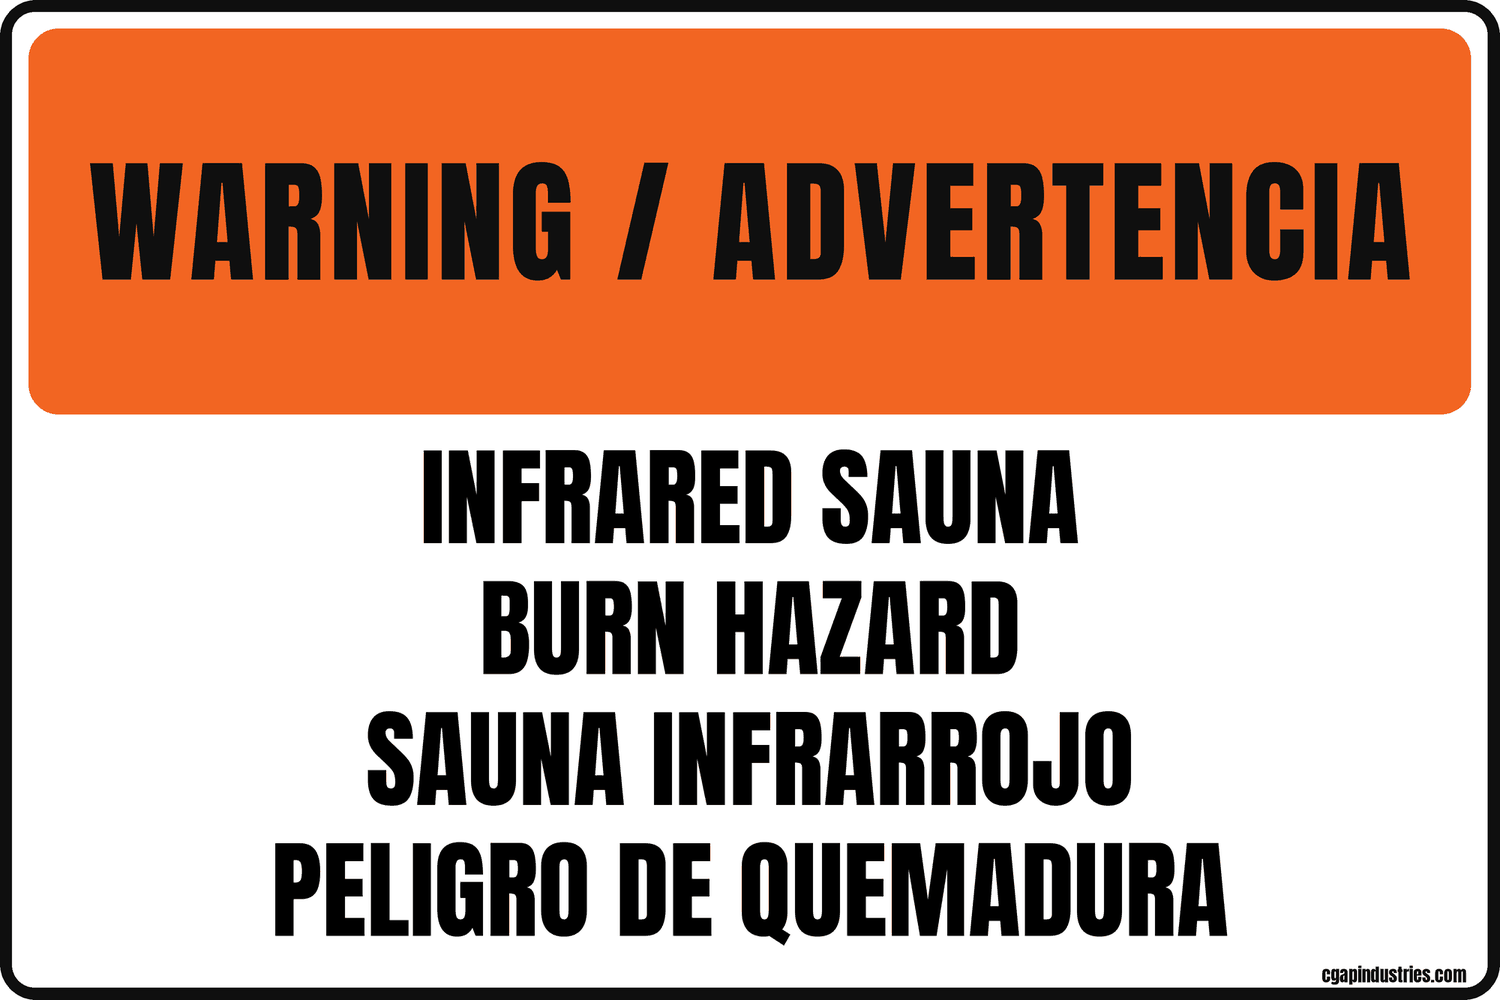 WARNING / ADVERTENCIA
INFRARED SAUNA
BURN HAZARD
SAUNA INFRARROJO
PELIGRO DE QUEMADURA
cgapindustries.com